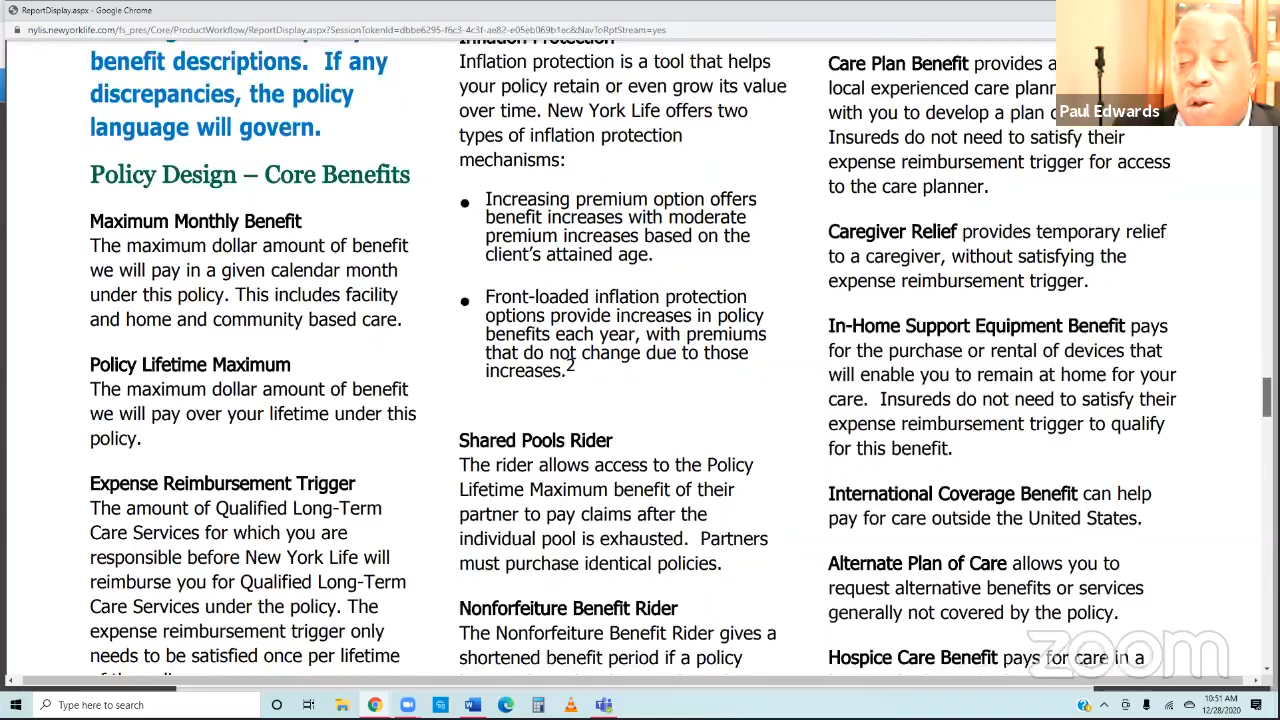 ReportDisplay.aspx - Google Chrome
nylis.newyorklife.com/fs_pres/Core/ProductWorkflow/ReportDisplay.aspx?SessionTokenId=dbbe6295-f6c3-4c3f-ae82-e05eb069b1ec&NavToRptStream=yes
benefit descriptions. If any
discrepancies, the policy
language will govern.
Policy Design – Core Benefits
Maximum Monthly Benefit
The maximum dollar amount of benefit
we will pay in a given calendar month
under this policy. This includes facility
and home and community based care.
Policy Lifetime Maximum
The maximum dollar amount of benefit
we will pay over your lifetime under this
policy.
Expense Reimbursement Trigger
The amount of Qualified Long-Term
Care Services for which you are
responsible before New York Life will
reimburse you for Qualified Long-Term
Care Services under the policy. The
expense reimbursement trigger only
needs to be satisfied once per lifetime
Inflation Protection
Inflation protection is a tool that helps
your policy retain or even grow its value
over time. New York Life offers two
types of inflation protection
mechanisms:
● Increasing premium option offers
benefit increases with moderate
premium increases based on the
client's attained age.
● Front-loaded inflation protection
options provide increases in policy
benefits each year, with premiums
that do not change due to those
increases.2
Shared Pools Rider
The rider allows access to the Policy
Lifetime Maximum benefit of their
partner to pay claims after the
individual pool is exhausted. Partners
must purchase identical policies.
Nonforfeiture Benefit Rider
The Nonforfeiture Benefit Rider gives a
shortened benefit period if a policy
Care Plan Benefit provides a
local experienced care plann
with you to develop a plan o
Insureds do not need to satisfy their
expense reimbursement trigger for access
to the care planner.
Caregiver Relief provides temporary relief
to a caregiver, without satisfying the
expense reimbursement trigger.
In-Home Support Equipment Benefit pays
for the purchase or rental of devices that
will enable you to remain at home for your
care. Insureds do not need to satisfy their
expense reimbursement trigger to qualify
for this benefit.
International Coverage Benefit can help
pay for care outside the United States.
Alternate Plan of Care allows you to
request alternative benefits or services
generally not covered by the policy.
Hospice Care Benefit pays for care in a
Paul Edwards
zoom
Type here to search
10:51 AM
12/28/2020